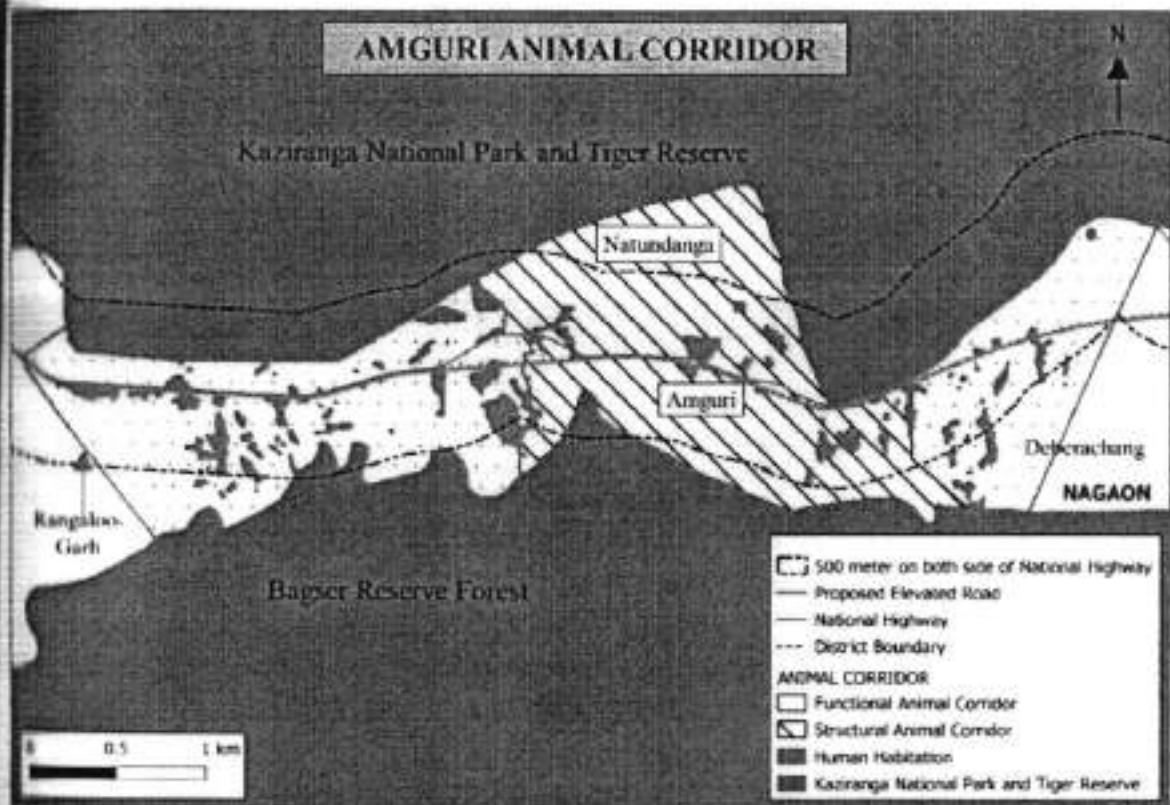 AMGURI ANIMAL CORRIDOR
N
Kaziranga National Park and Tiger Reserve
Natundanga
Amguri
Deberachang
NAGAON
Rangaloo-
Garh
Bagser Reserve Forest
500 meter on both side of National Highway
Proposed Elevated Road
National Highway
District Boundary
ANIMAL CORRIDOR
Functional Animal Corridor
Structural Animal Corridor
Human Habitation
Kaziranga National Park and Tiger Reserve
0 0.5 1 km